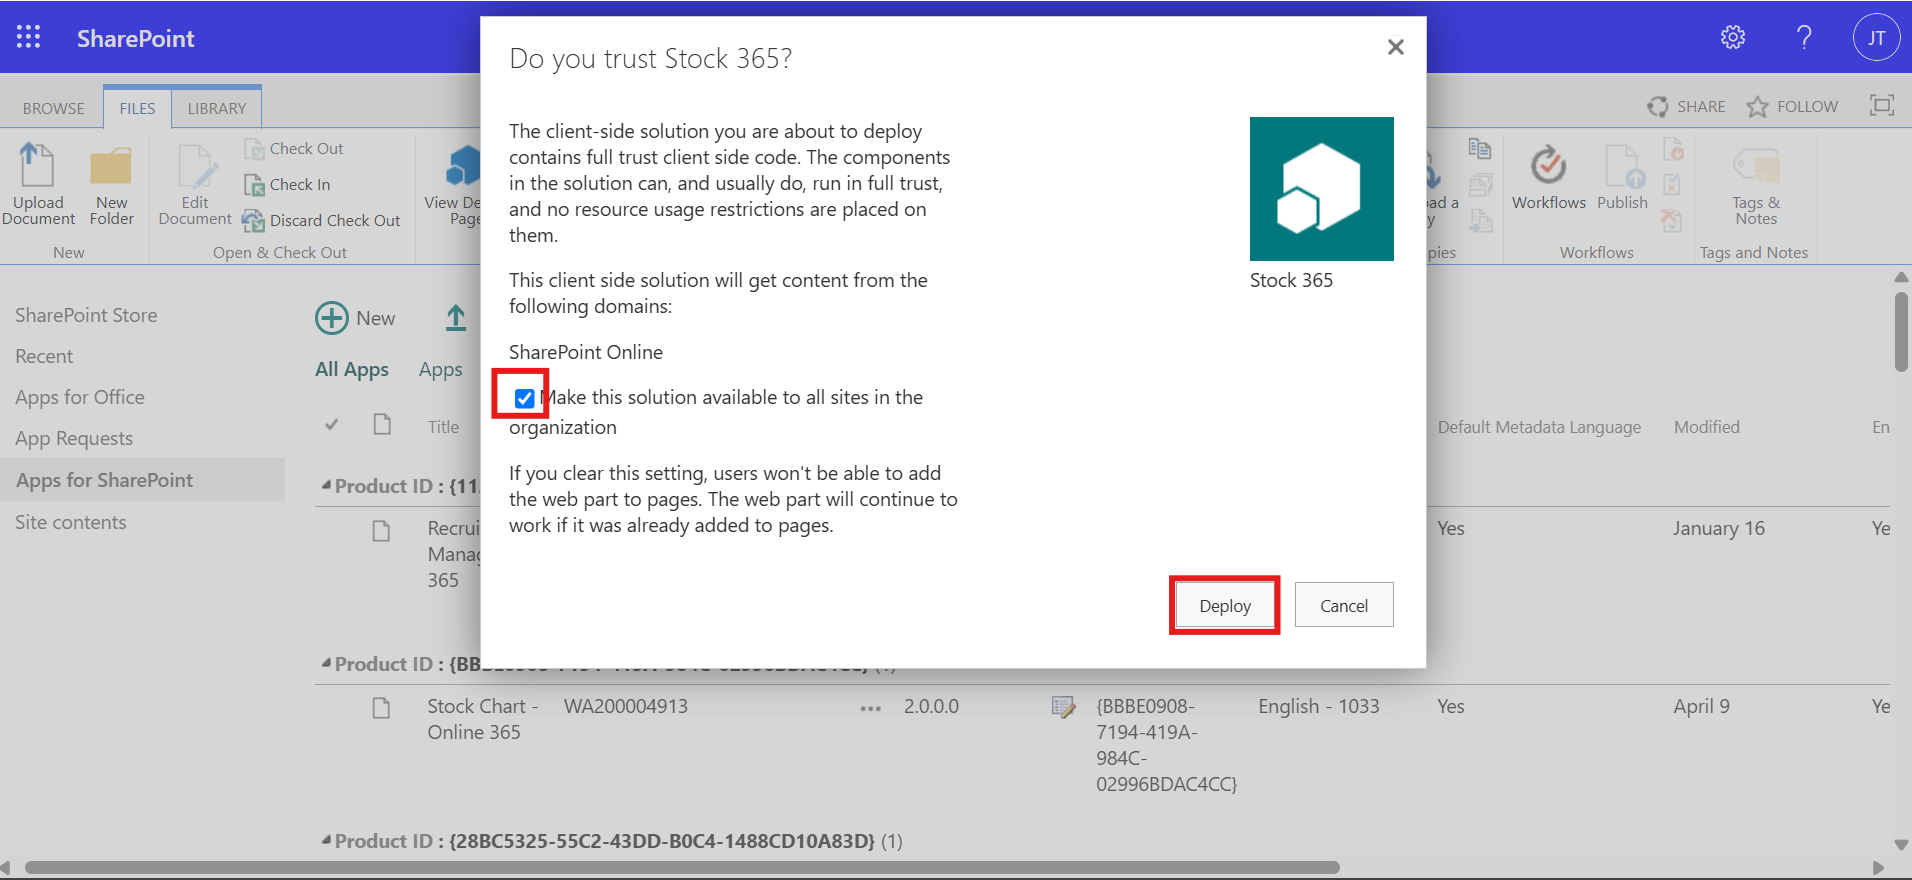 SharePoint
JT
BROWSE
FILES
LIBRARY
SHARE
FOLLOW
Upload
Document
New
Folder
New
Edit
Document
Check Out
Check In
Discard Check Out
Open & Check Out
View De
Page
ad a
y
pies
Workflows
Publish
Workflows
Tags &
Notes
Tags and Notes
SharePoint Store
Recent
Apps for Office
App Requests
Apps for SharePoint
Site contents
New
All Apps
Apps
Title
Default Metadata Language
Modified
En
Do you trust Stock 365?
The client-side solution you are about to deploy
contains full trust client side code. The components
in the solution can, and usually do, run in full trust,
and no resource usage restrictions are placed on
them.
This client side solution will get content from the
following domains:
SharePoint Online
Make this solution available to all sites in the
organization
If you clear this setting, users won't be able to add
the web part to pages. The web part will continue to
work if it was already added to pages.
Stock 365
Deploy
Cancel
Product ID : {11
Recrui
Manag
365
Yes
January 16
Ye
Product ID :
Stock Chart -
Online 365
WA200004913
2.0.0.0
{BBBE0908-
7194-419A-
984C-
02996BDAC4CC}
English - 1033
Yes
April 9
Ye
Product ID : {28BC5325-55C2-43DD-B0C4-1488CD10A83D} (1)